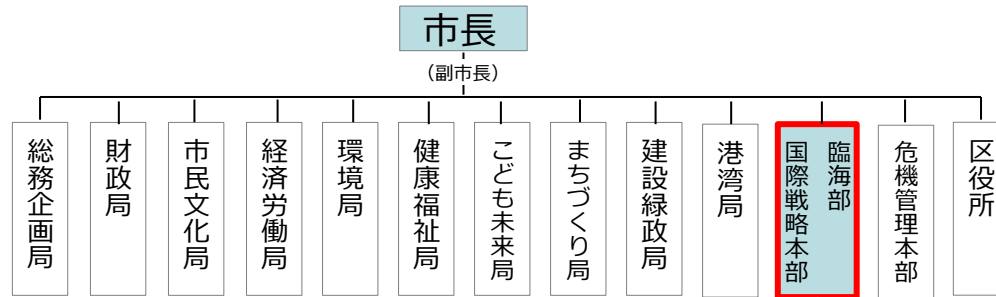 市長
（副市長）
総務企画局
財政局
市民文化局
経済労働局
環境局
健康福祉局
こども未来局
まちづくり局
建設緑政局
港湾局
臨海部
国際戦略本部
危機管理本部
区役所